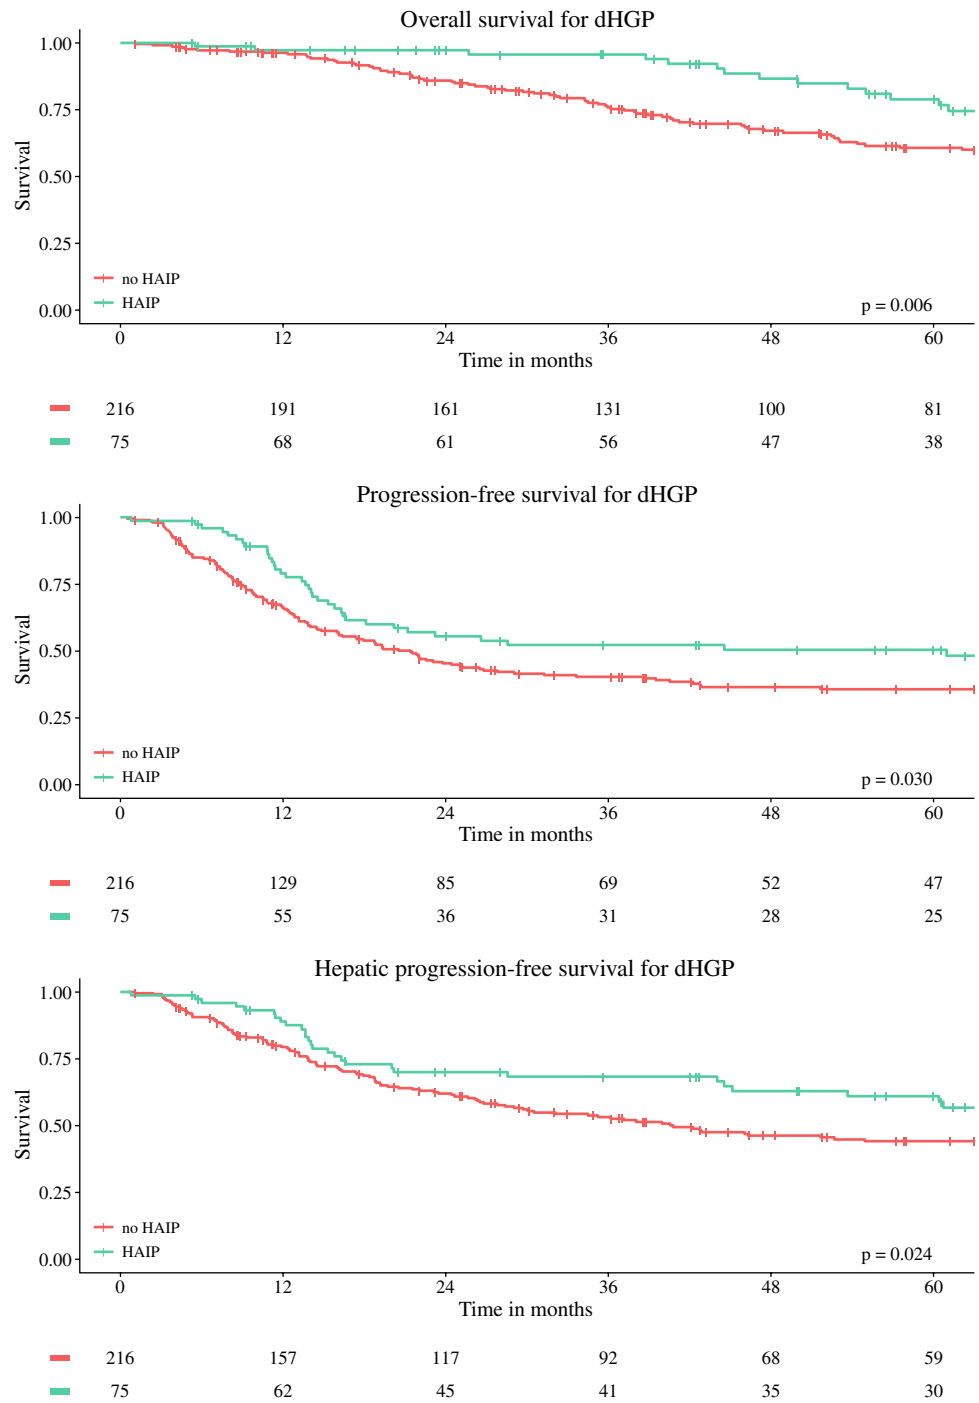 Overall survival for dHGP
1.00
0.75
0.50
0.25
0.00
Survival
no HAIP
HAIP
p = 0.006
0 12 24 36 48 60
Time in months
216 191 161 131 100 81
75 68 61 56 47 38
Progression-free survival for dHGP
1.00
0.75
0.50
0.25
0.00
Survival
no HAIP
HAIP
p = 0.030
0 12 24 36 48 60
Time in months
216 129 85 69 52 47
75 55 36 31 28 25
Hepatic progression-free survival for dHGP
1.00
0.75
0.50
0.25
0.00
Survival
no HAIP
HAIP
p = 0.024
0 12 24 36 48 60
Time in months
216 157 117 92 68 59
75 62 45 41 35 30